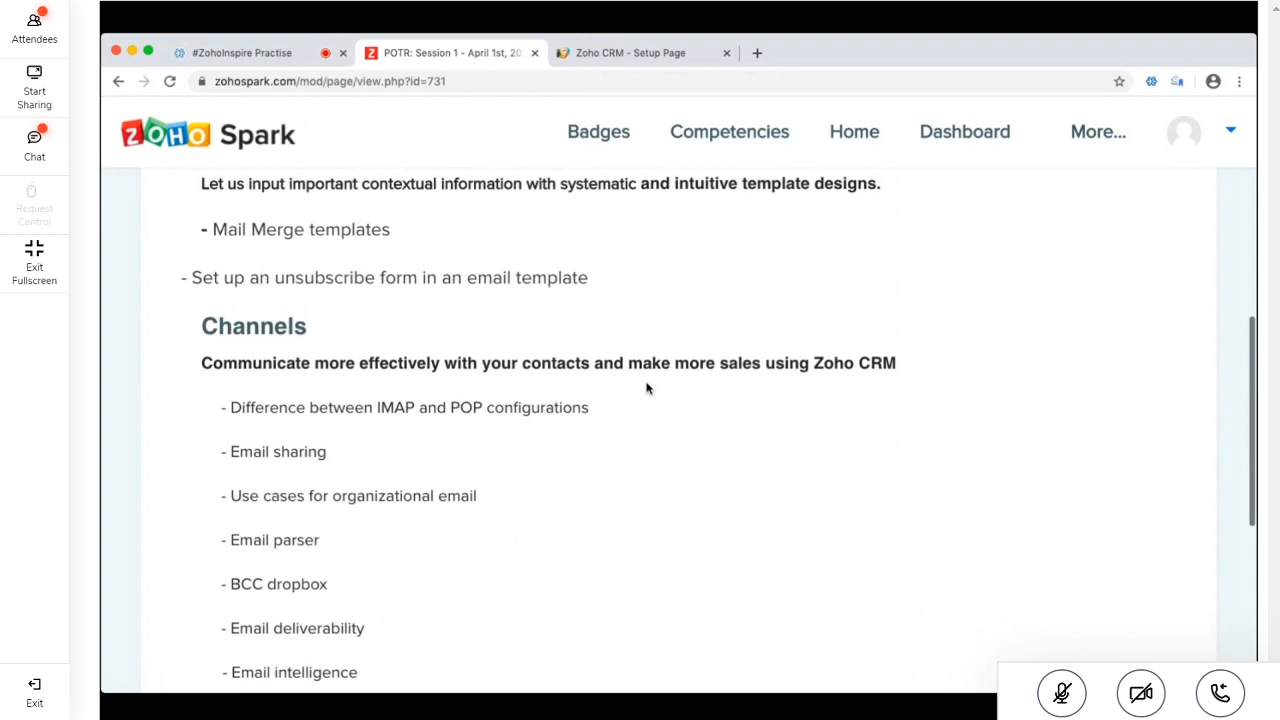 Attendees
Start
Sharing
Chat
Request
Control
Exit
Fullscreen
Exit
#ZohoInspire Practise
POTR: Session 1 - April 1st, 20
Zoho CRM - Setup Page
zohospark.com/mod/page/view.php?id=731
ZOHO Spark
Badges
Competencies
Home
Dashboard
More...
Let us input important contextual information with systematic and intuitive template designs.
- Mail Merge templates
- Set up an unsubscribe form in an email template
Channels
Communicate more effectively with your contacts and make more sales using Zoho CRM
- Difference between IMAP and POP configurations
- Email sharing
- Use cases for organizational email
- Email parser
- BCC dropbox
- Email deliverability
- Email intelligence